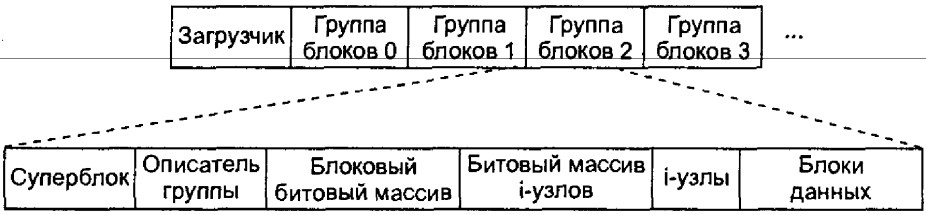 Загрузчик
Группа
блоков 0
Группа
блоков 1
Группа
блоков 2
Группа
блоков 3
...
Суперблок
Описатель
группы
Блоковый
битовый массив
Битовый массив
i-узлов
i-узлы
Блоки
данных